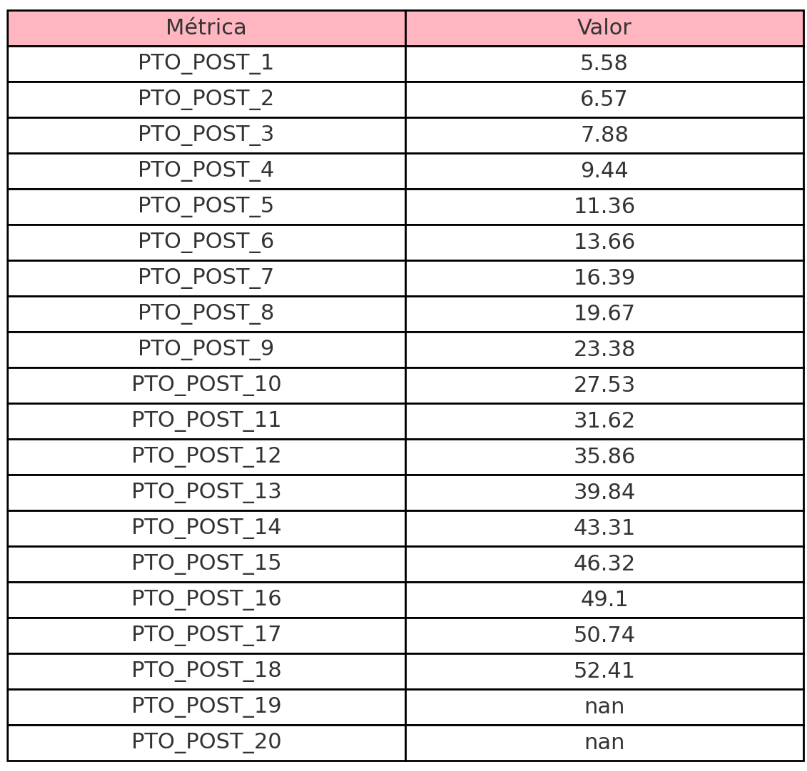 Métrica Valor
PTO_POST_1 5.58
PTO_POST_2 6.57
PTO_POST_3 7.88
PTO_POST_4 9.44
PTO_POST_5 11.36
PTO_POST_6 13.66
PTO_POST_7 16.39
PTO_POST_8 19.67
PTO_POST_9 23.38
PTO_POST_10 27.53
PTO_POST_11 31.62
PTO_POST_12 35.86
PTO_POST_13 39.84
PTO_POST_14 43.31
PTO_POST_15 46.32
PTO_POST_16 49.1
PTO_POST_17 50.74
PTO_POST_18 52.41
PTO_POST_19 nan
PTO_POST_20 nan